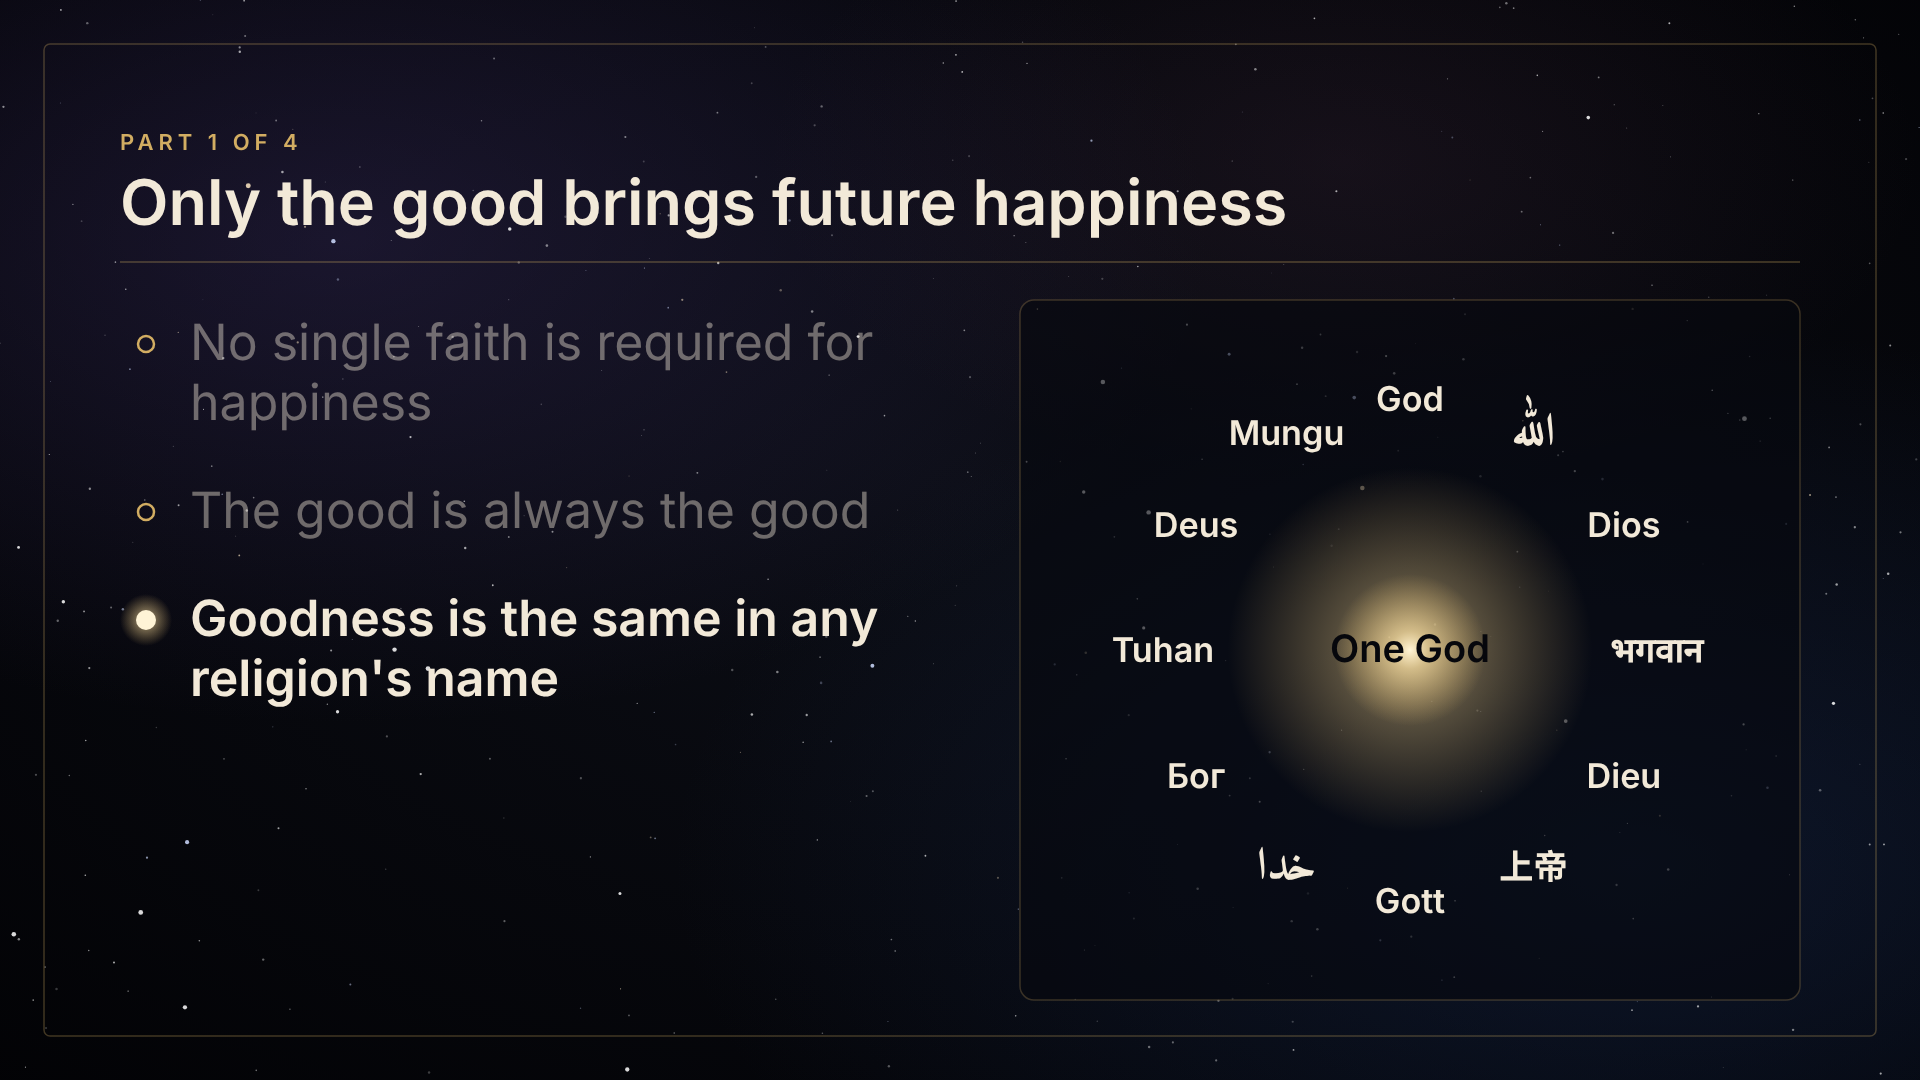 PART 1 OF 4
Only the good brings future happiness
No single faith is required for
happiness
The good is always the good
Goodness is the same in any
religion's name
God
Mungu
الله
Deus
Dios
Tuhan
One God
भगवान
Бог
Dieu
خدا
上帝
Gott